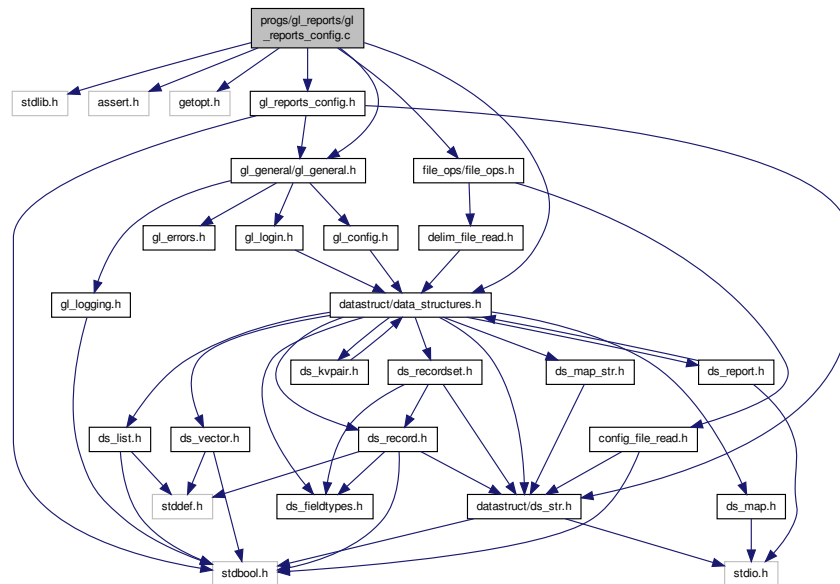 progs/gl_reports/gl
_reports_config.c
stdlib.h
assert.h
getopt.h
gl_reports_config.h
gl_general/gl_general.h
file_ops/file_ops.h
gl_errors.h
gl_login.h
gl_config.h
delim_file_read.h
gl_logging.h
datastruct/data_structures.h
ds_kvpair.h
ds_recordset.h
ds_map_str.h
ds_report.h
ds_list.h
ds_vector.h
ds_record.h
config_file_read.h
stddef.h
ds_fieldtypes.h
datastruct/ds_str.h
ds_map.h
stdbool.h
stdio.h